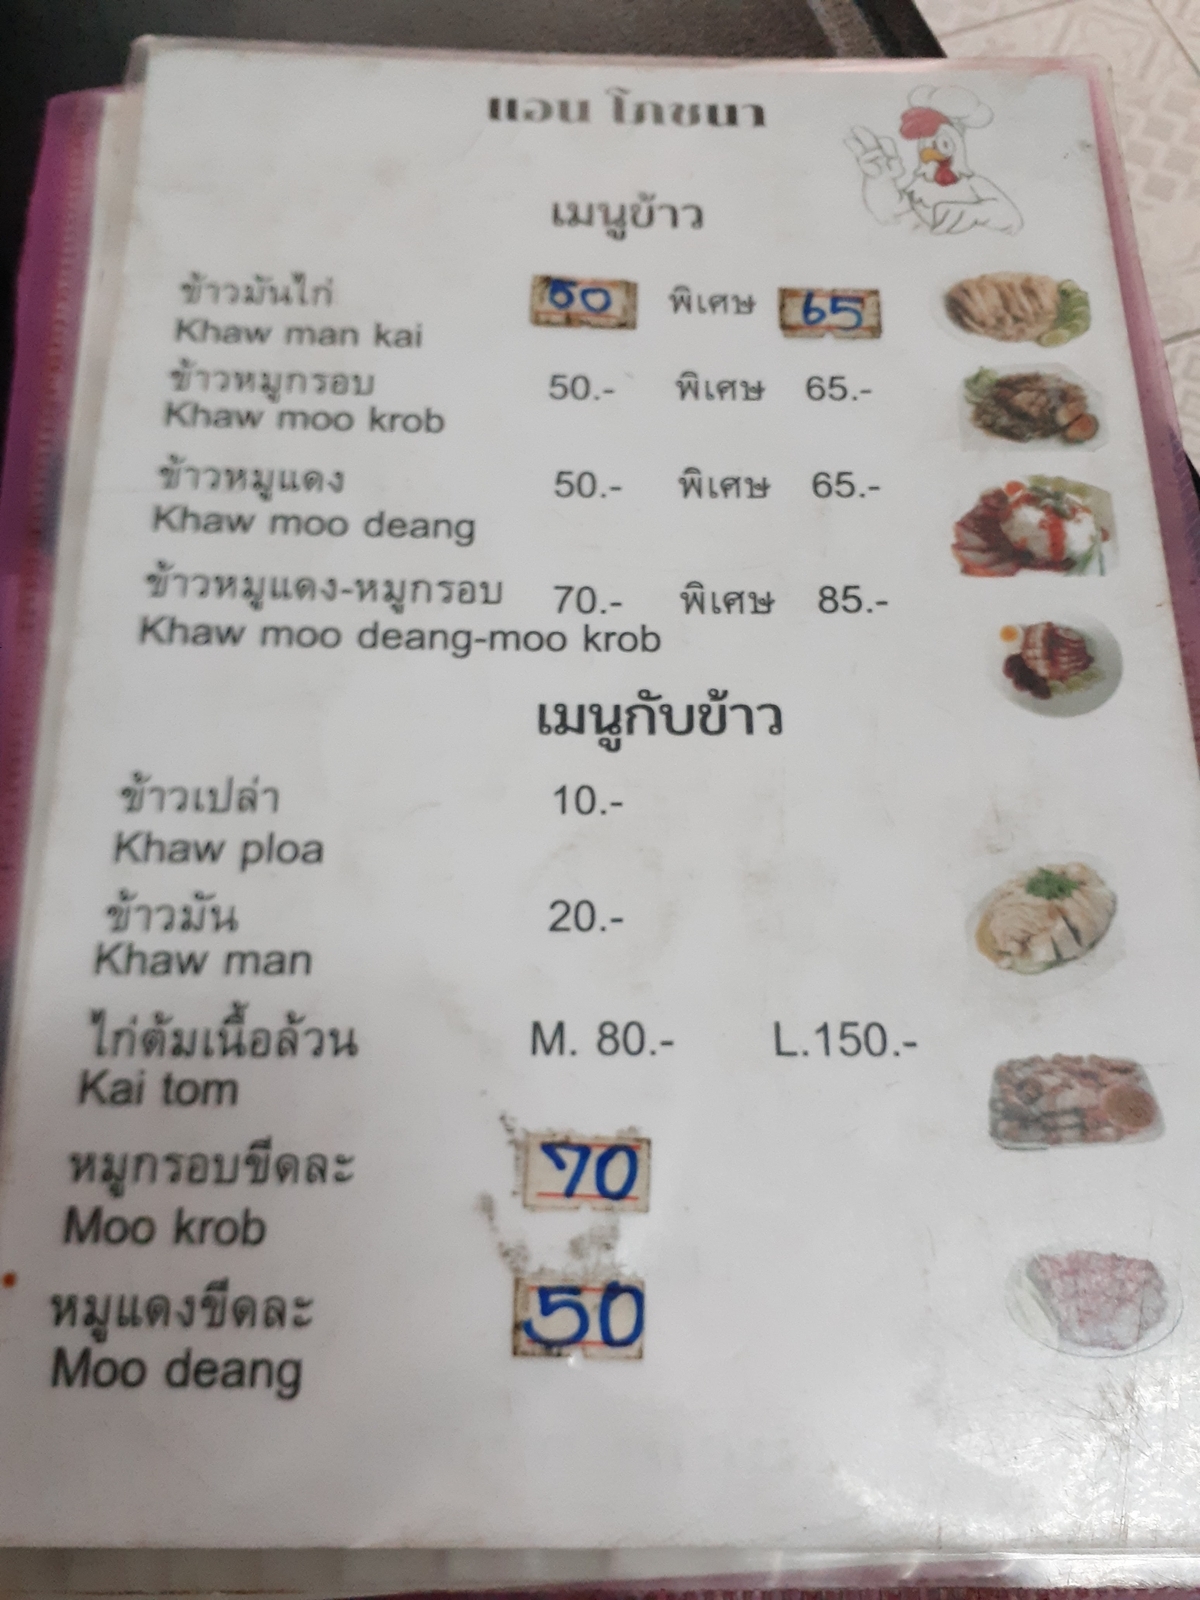 แอน โภชนา
เมนูข้าว
ข้าวมันไก่ 50 พิเศษ 65
Khaw man kai
ข้าวหมูกรอบ 50.- พิเศษ 65.-
Khaw moo krob
ข้าวหมูแดง 50.- พิเศษ 65.-
Khaw moo deang
ข้าวหมูแดง-หมูกรอบ 70.- พิเศษ 85.-
Khaw moo deang-moo krob
เมนูกับข้าว
ข้าวเปล่า 10.-
Khaw ploa
ข้าวมัน 20.-
Khaw man
ไก่ต้มเนื้อล้วน M. 80.- L.150.-
Kai tom
หมูกรอบขีดละ 70
Moo krob
หมูแดงขีดละ 50
Moo deang